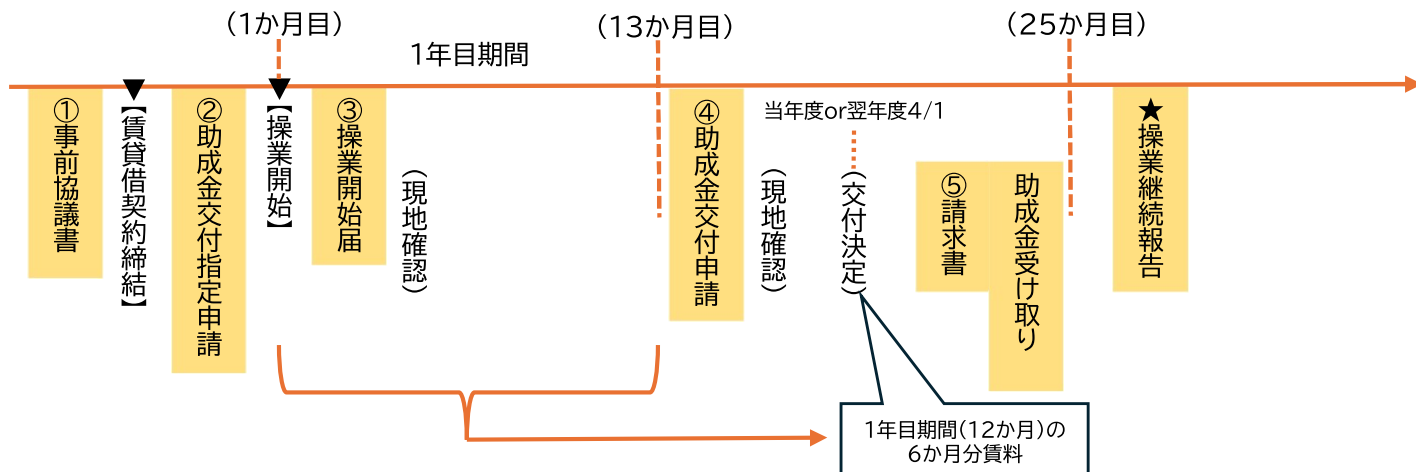 (1か月目)
(13か月目)
(25か月目)
1年目期間
①事前協議書
【賃貸借契約締結】
②助成金交付指定申請
【操業開始】
③操業開始届
(現地確認)
④助成金交付申請
(現地確認)
当年度or翌年度4/1
(交付決定)
⑤請求書
助成金受け取り
★操業継続報告
1年目期間(12か月)の
6か月分賃料